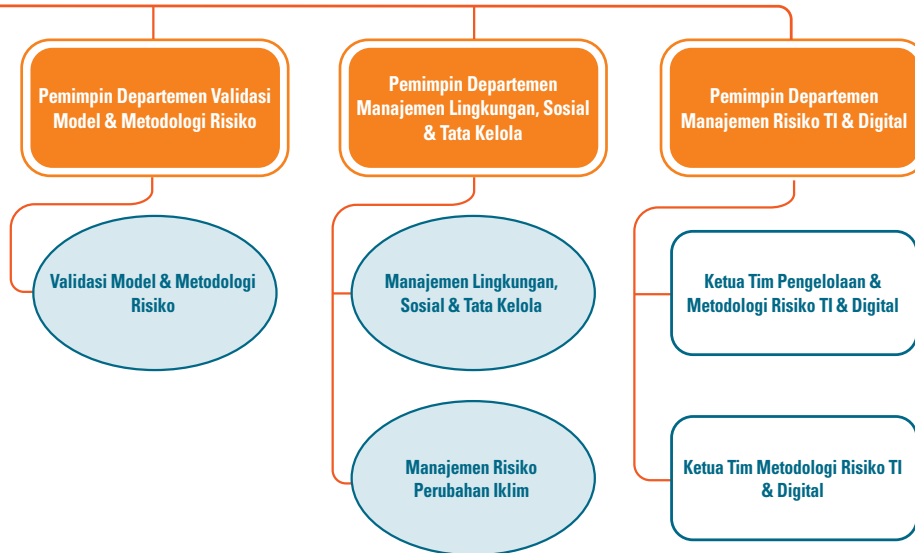 Pemimpin Departemen Validasi
Model & Metodologi Risiko
Pemimpin Departemen
Manajemen Lingkungan, Sosial
& Tata Kelola
Pemimpin Departemen
Manajemen Risiko TI & Digital
Validasi Model & Metodologi
Risiko
Manajemen Lingkungan,
Sosial & Tata Kelola
Ketua Tim Pengelolaan &
Metodologi Risiko TI & Digital
Manajemen Risiko
Perubahan Iklim
Ketua Tim Metodologi Risiko TI
& Digital